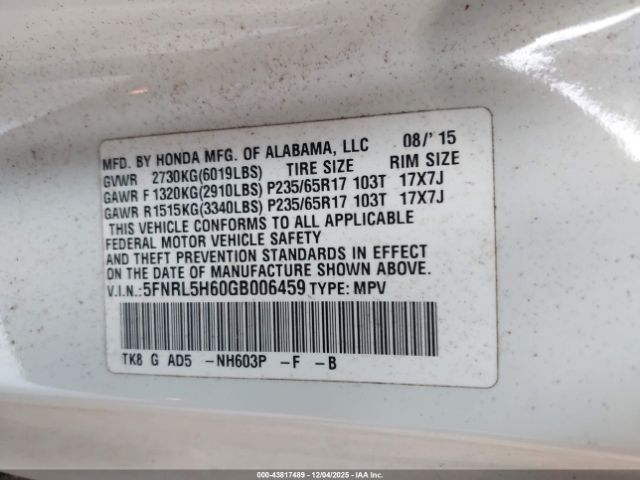 MFD. BY HONDA MFG. OF ALABAMA, LLC 08/'15
GVWR 2730KG(6019LBS) TIRE SIZE RIM SIZE
GAWR F 1320KG(2910LBS) P235/65R17 103T 17X7J
GAWR R1515KG(3340LBS) P235/65R17 103T 17X7J
THIS VEHICLE CONFORMS TO ALL APPLICABLE
FEDERAL MOTOR VEHICLE SAFETY
AND THEFT PREVENTION STANDARDS IN EFFECT
ON THE DATE OF MANUFACTURE SHOWN ABOVE.
V.I.N.:5FNRL5H60GB006459 TYPE: MPV
TK8 G AD5 -NH603P -F -B
000-43817489 - 12/04/2025 - IAAI.COM